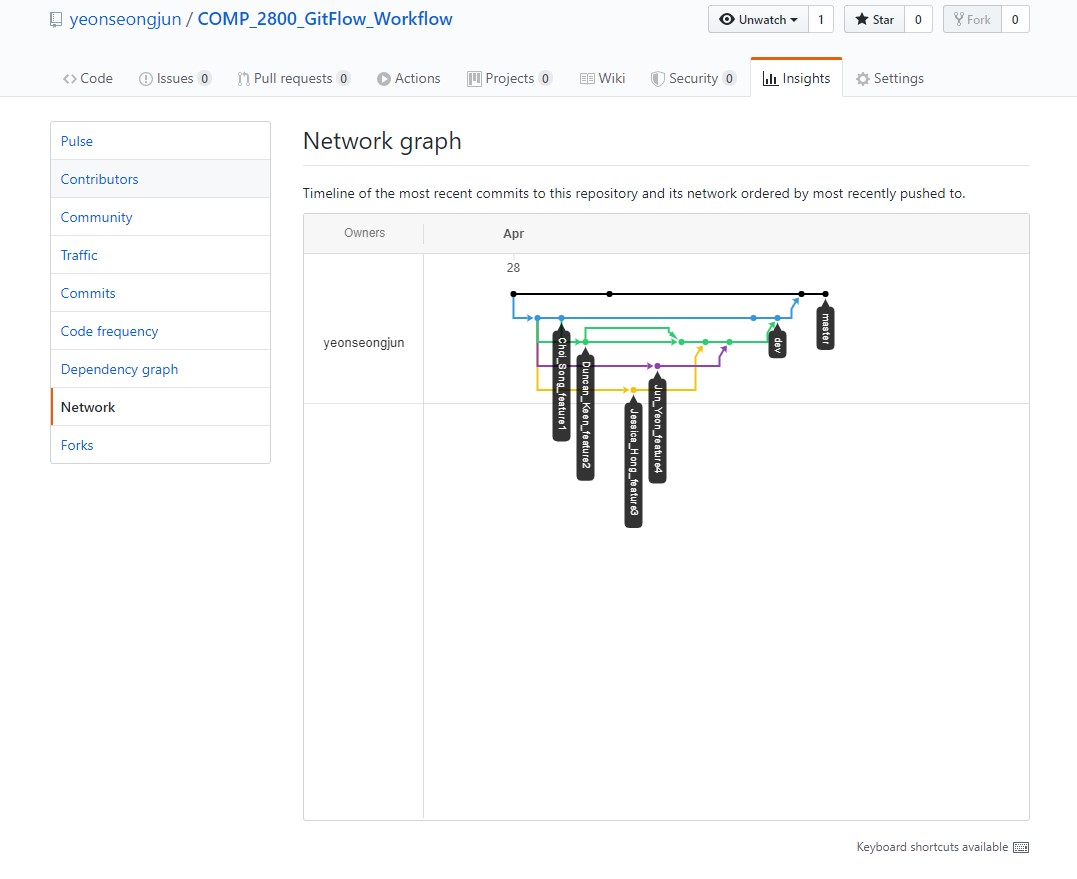 yeonseongjun / COMP_2800_GitFlow_Workflow
Unwatch 1 Star 0 Fork 0
Code Issues 0 Pull requests 0 Actions Projects 0 Wiki Security 0 Insights Settings
Pulse
Contributors
Community
Traffic
Commits
Code frequency
Dependency graph
Network
Forks
Network graph
Timeline of the most recent commits to this repository and its network ordered by most recently pushed to.
Owners
Apr
28
yeonseongjun
Choi_Song_feature1
Duncan_Keen_feature2
Jessica_Hong_feature3
Jun_Yeon_feature4
dev
master
Keyboard shortcuts available